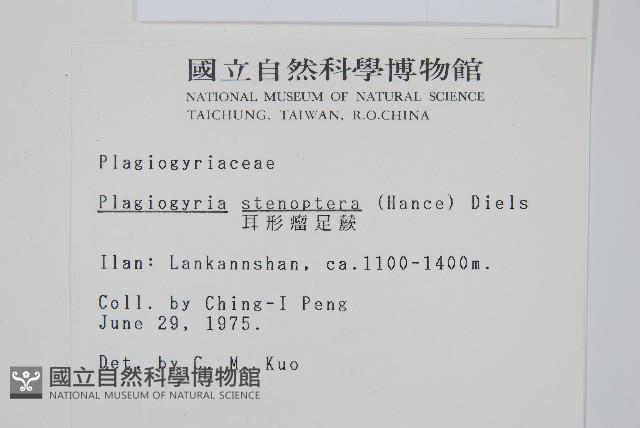 國立自然科學博物館
NATIONAL MUSEUM OF NATURAL SCIENCE
TAICHUNG, TAIWAN, R.O.CHINA
Plagiogyriaceae
Plagiogyria stenoptera (Hance) Diels
耳形瘤足蕨
Ilan: Lankannshan, ca.1100-1400m.
Coll. by Ching-I Peng
June 29, 1975.
Det. by C. M. Kuo
國立自然科學博物館
NATIONAL MUSEUM OF NATURAL SCIENCE